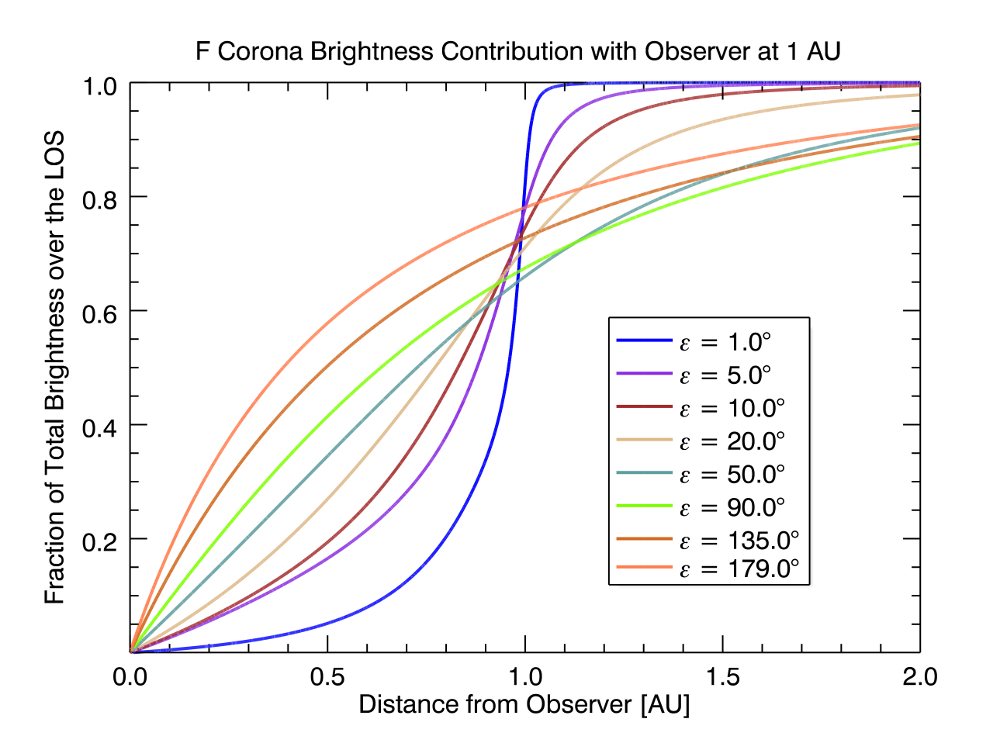 F Corona Brightness Contribution with Observer at 1 AU
Fraction of Total Brightness over the LOS
1.0
0.8
0.6
0.4
0.2
ε = 1.0°
ε = 5.0°
ε = 10.0°
ε = 20.0°
ε = 50.0°
ε = 90.0°
ε = 135.0°
ε = 179.0°
0.0 0.5 1.0 1.5 2.0
Distance from Observer [AU]